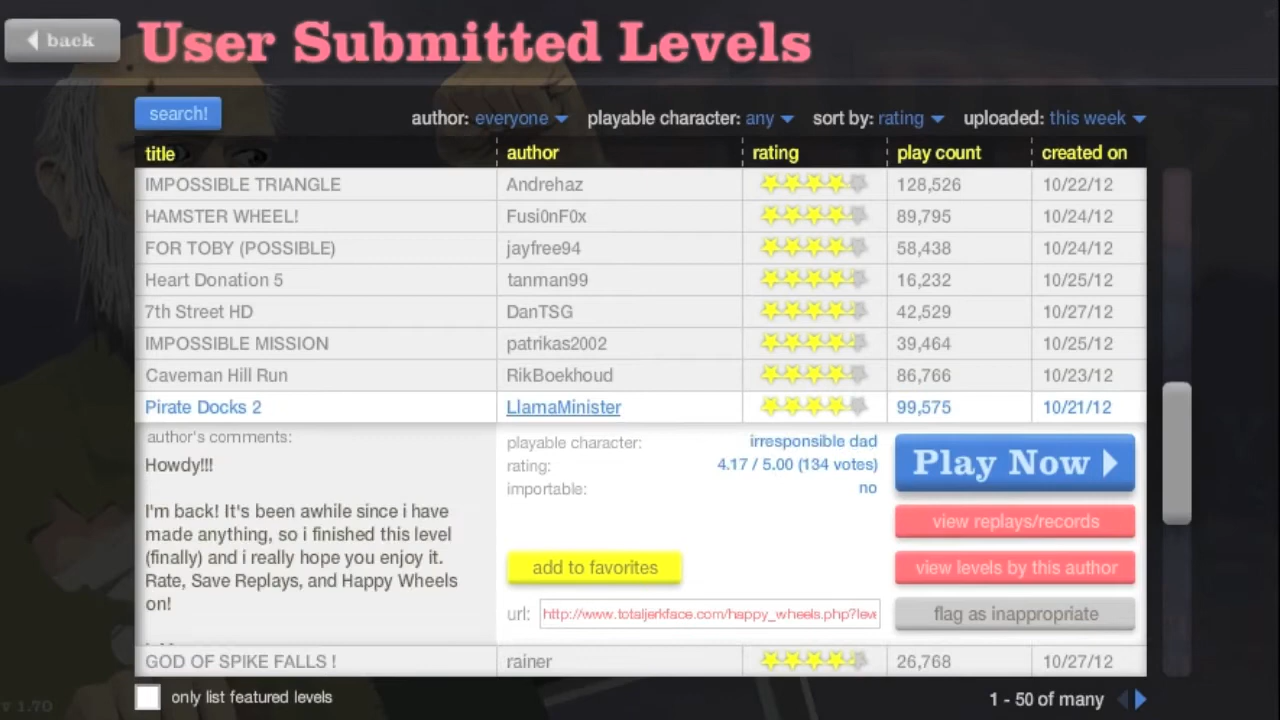 back
User Submitted Levels
search!
author: everyone playable character: any sort by: rating uploaded: this week
title author rating play count created on
IMPOSSIBLE TRIANGLE Andrehaz 128,526 10/22/12
HAMSTER WHEEL! Fusi0nF0x 89,795 10/24/12
FOR TOBY (POSSIBLE) jayfree94 58,438 10/24/12
Heart Donation 5 tanman99 16,232 10/25/12
7th Street HD DanTSG 42,529 10/27/12
IMPOSSIBLE MISSION patrikas2002 39,464 10/25/12
Caveman Hill Run RikBoekhoud 86,766 10/23/12
Pirate Docks 2 LlamaMinister 99,575 10/21/12
author's comments:
Howdy!!!
I'm back! It's been awhile since i have
made anything, so i finished this level
(finally) and i really hope you enjoy it.
Rate, Save Replays, and Happy Wheels
on!
playable character: irresponsible dad
rating: 4.17 / 5.00 (134 votes)
importable: no
add to favorites
url: http://www.totaljerkface.com/happy_wheels.php?leve
Play Now
view replays/records
view levels by this author
flag as inappropriate
GOD OF SPIKE FALLS ! rainer 26,768 10/27/12
only list featured levels
1 - 50 of many
v 1.70